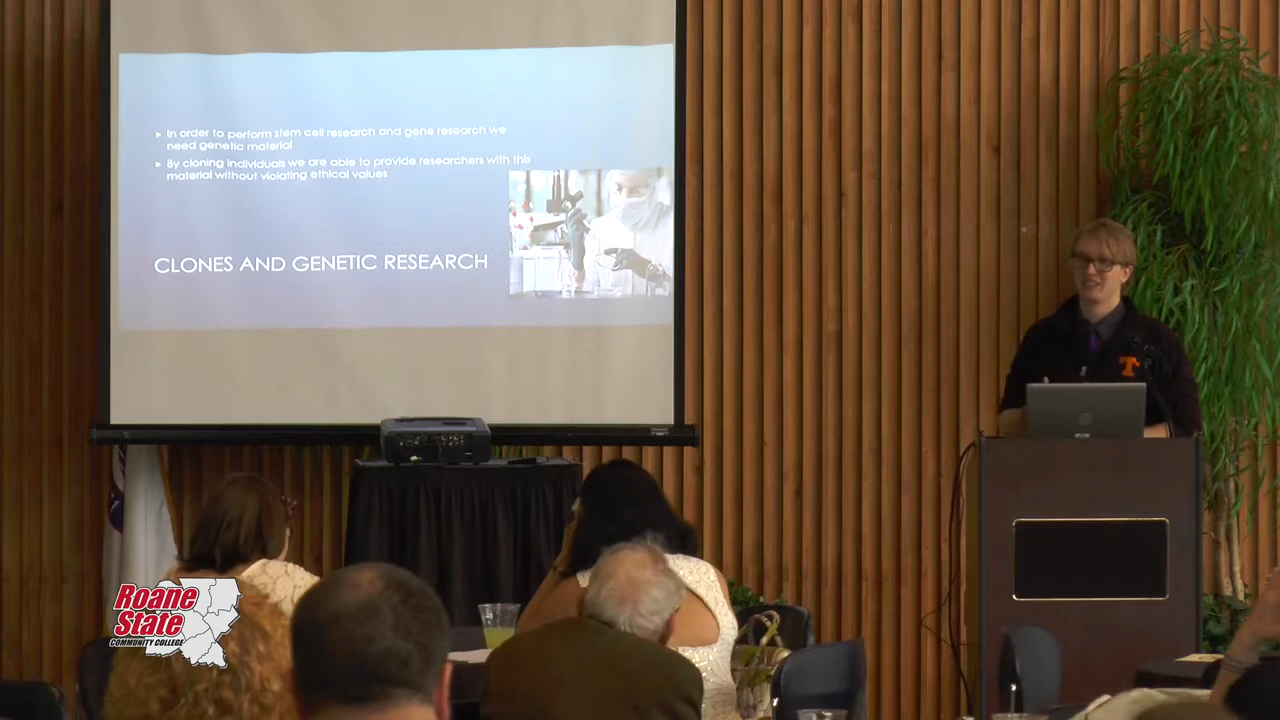 ▸ In order to perform stem cell research and gene research we
need genetic material
▸ By cloning individuals we are able to provide researchers with this
material without violating ethical values
CLONES AND GENETIC RESEARCH
T
Roane
State
COMMUNITY COLLEGE